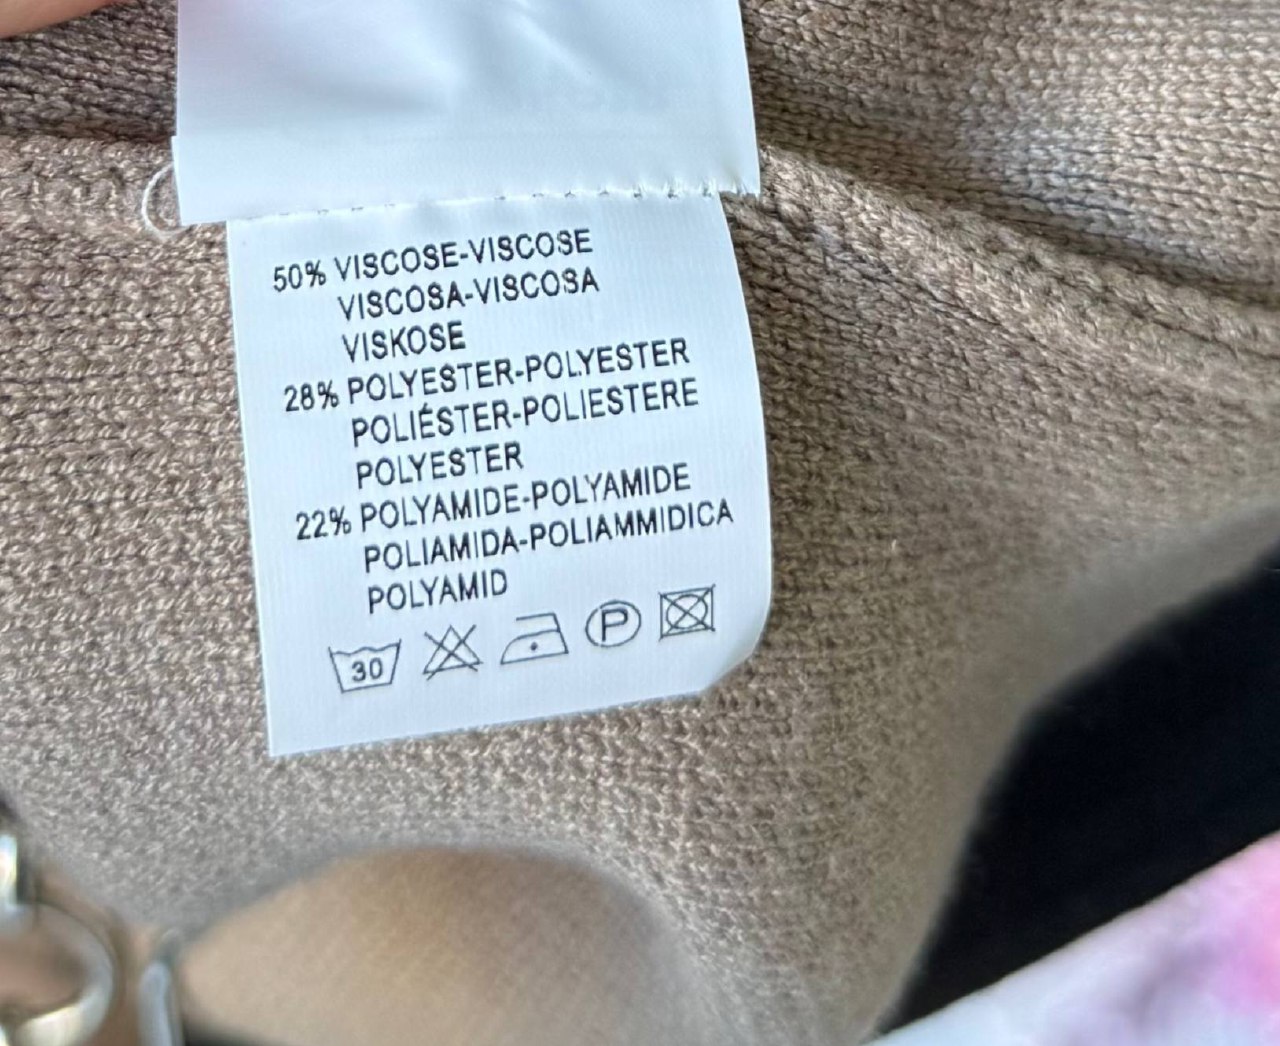 50% VISCOSE-VISCOSE
VISCOSA-VISCOSA
VISKOSE
28% POLYESTER-POLYESTER
POLIÉSTER-POLIESTERE
POLYESTER
22% POLYAMIDE-POLYAMIDE
POLIAMIDA-POLIAMMIDICA
POLYAMID
30 P